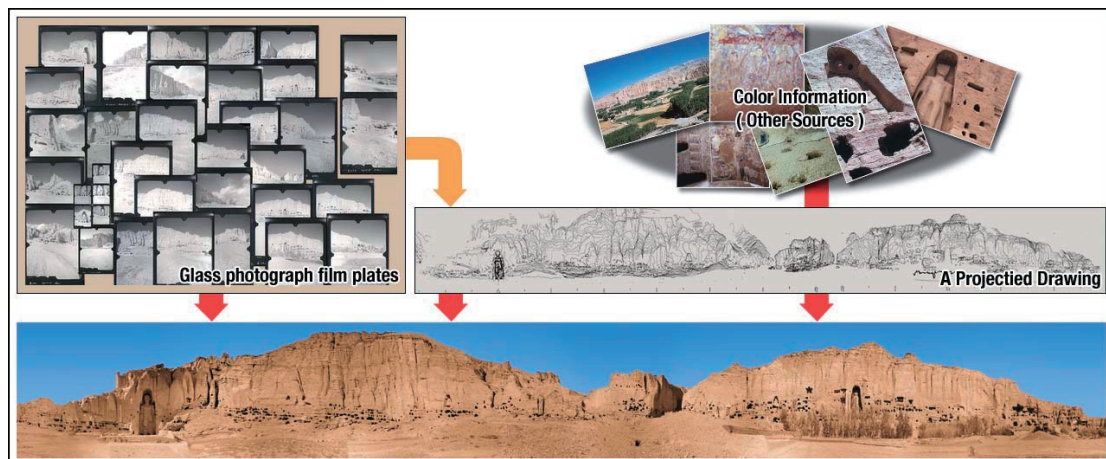 Color Information
( Other Sources )
Glass photograph film plates
A Projectied Drawing